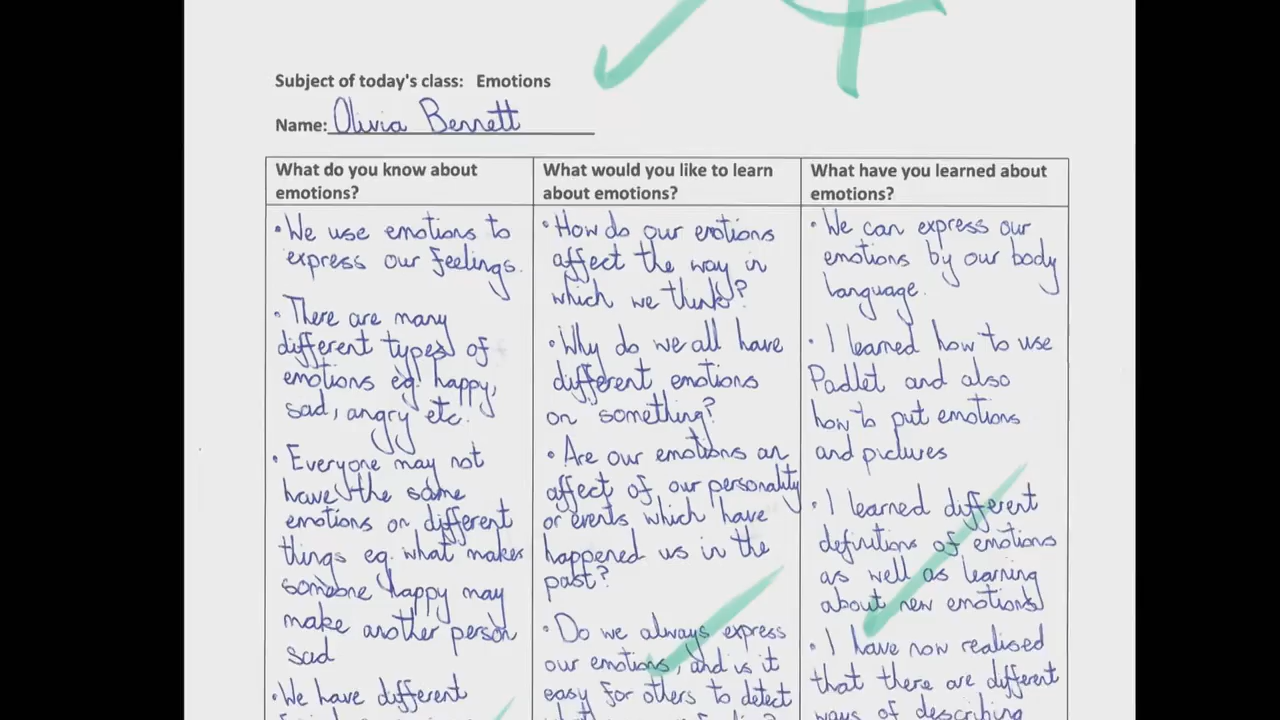 Subject of today's class: Emotions
Name: Olivia Bennett
What do you know about
emotions?
• We use emotions to
express our feelings.
• There are many
different types of
emotions eg. happy,
sad, angry etc.
• Everyone may not
have the same
emotions on different
things eg. what makes
someone happy may
make another person
sad
• We have different
What would you like to learn
about emotions?
• How do our emotions
affect the way in
which we think?
• Why do we all have
different emotions
on something?
• Are our emotions an
affect of our personality
or events which have
happened us in the
past?
• Do we always express
our emotions, and is it
easy for others to detect
What have you learned about
emotions?
• We can express our
emotions by our body
language.
• I learned how to use
Padlet and also
how to put emotions
and pictures
• I learned different
definitions of emotions
as well as learning
about new emotions
• I have now realised
that there are different
ways of describing